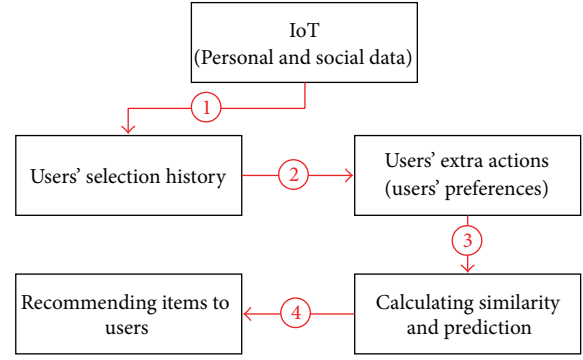 IoT
(Personal and social data)
1
Users’ selection history
2
Users’ extra actions
(users’ preferences)
3
Recommending items to
users
4
Calculating similarity
and prediction